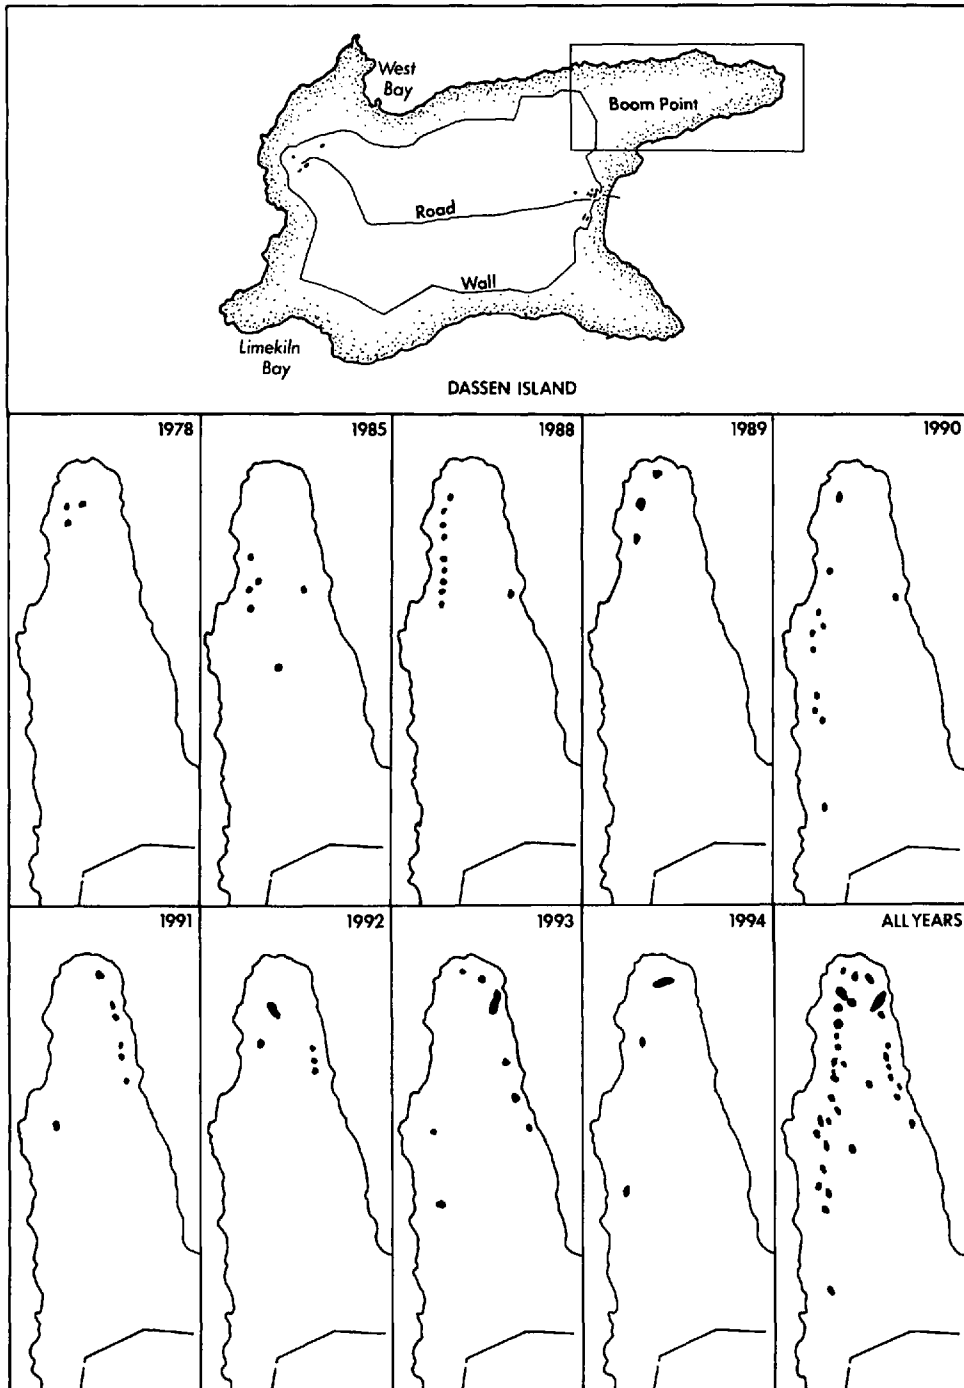 West
Bay
Boom Point
Road
Wall
Limekiln
Bay
DASSEN ISLAND
1978
1985
1988
1989
1990
1991
1992
1993
1994
ALL YEARS